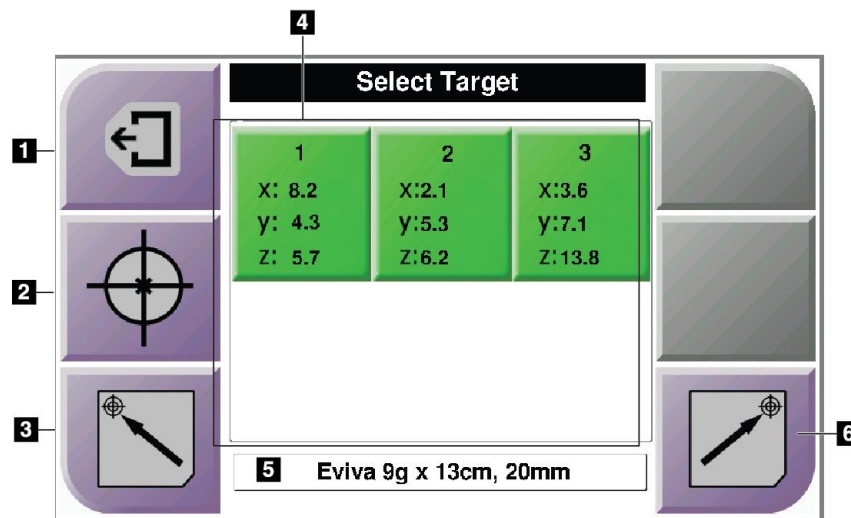 4
Select Target
1
2
3
1 2 3
x: 8.2 x:2.1 x:3.6
y: 4.3 y:5.3 y:7.1
z: 5.7 z:6.2 z:13.8
5 Eviva 9g x 13cm, 20mm
6